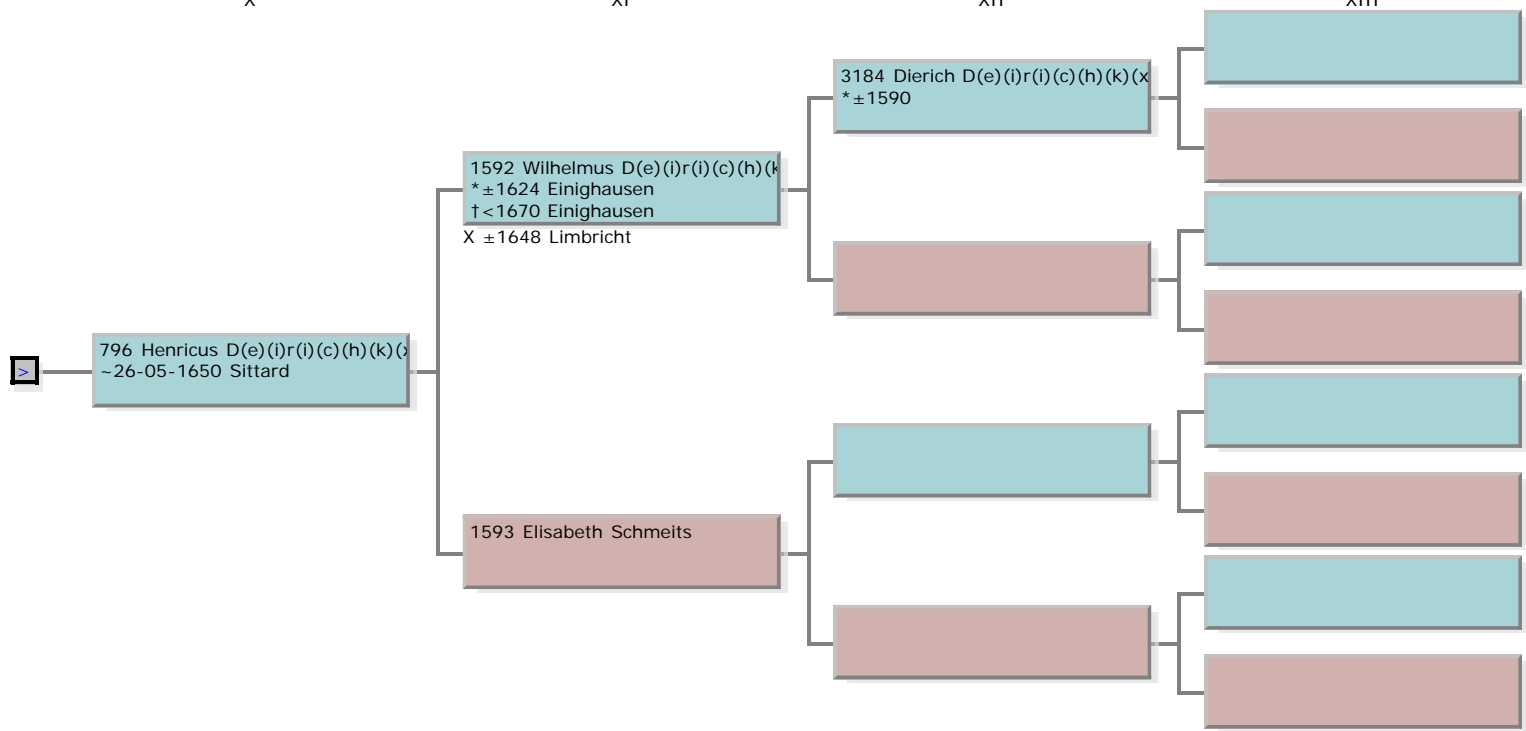 X XI XII XIII
3184 Dierich D(e)(i)r(i)(c)(h)(k)(x
*±1590
1592 Wilhelmus D(e)(i)r(i)(c)(h)(k
*±1624 Einighausen
†<1670 Einighausen
X ±1648 Limbricht
796 Henricus D(e)(i)r(i)(c)(h)(k)(x
~26-05-1650 Sittard
>
1593 Elisabeth Schmeits